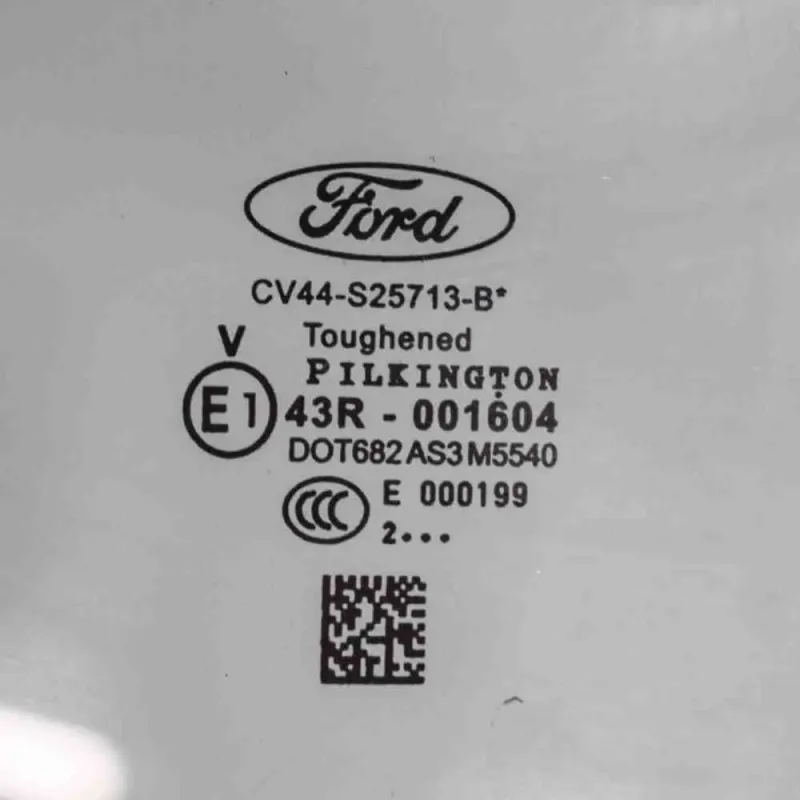 Ford
CV44-S25713-B*
V
Toughened
PILKINGTON
E1 43R - 001604
DOT682 AS3 M5540
CCC E 000199
2...